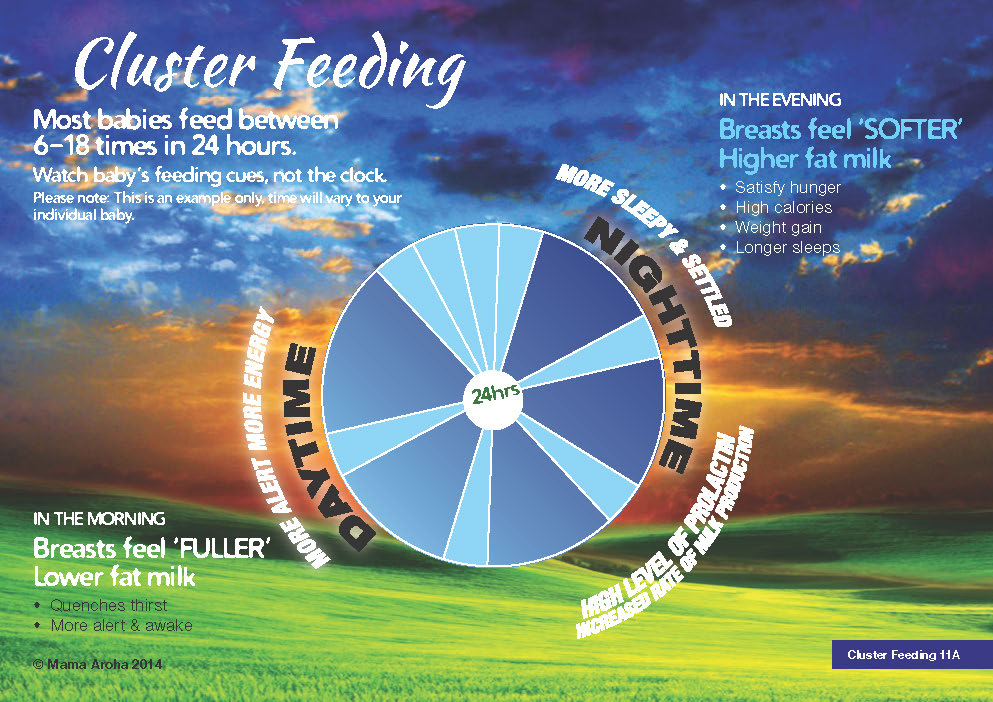 Cluster Feeding
Most babies feed between
6–18 times in 24 hours.
Watch baby's feeding cues, not the clock.
Please note: This is an example only, time will vary to your
individual baby.
IN THE EVENING
Breasts feel 'SOFTER'
Higher fat milk
• Satisfy hunger
• High calories
• Weight gain
• Longer sleeps
MORE SLEEPY & SETTLED
NIGHTTIME
24hrs
DAYTIME
MORE ALERT MORE ENERGY
HIGH LEVEL OF PROLACTIN
INCREASED RATE OF MILK PRODUCTION
IN THE MORNING
Breasts feel 'FULLER'
Lower fat milk
• Quenches thirst
• More alert & awake
© Mama Aroha 2014
Cluster Feeding 11A